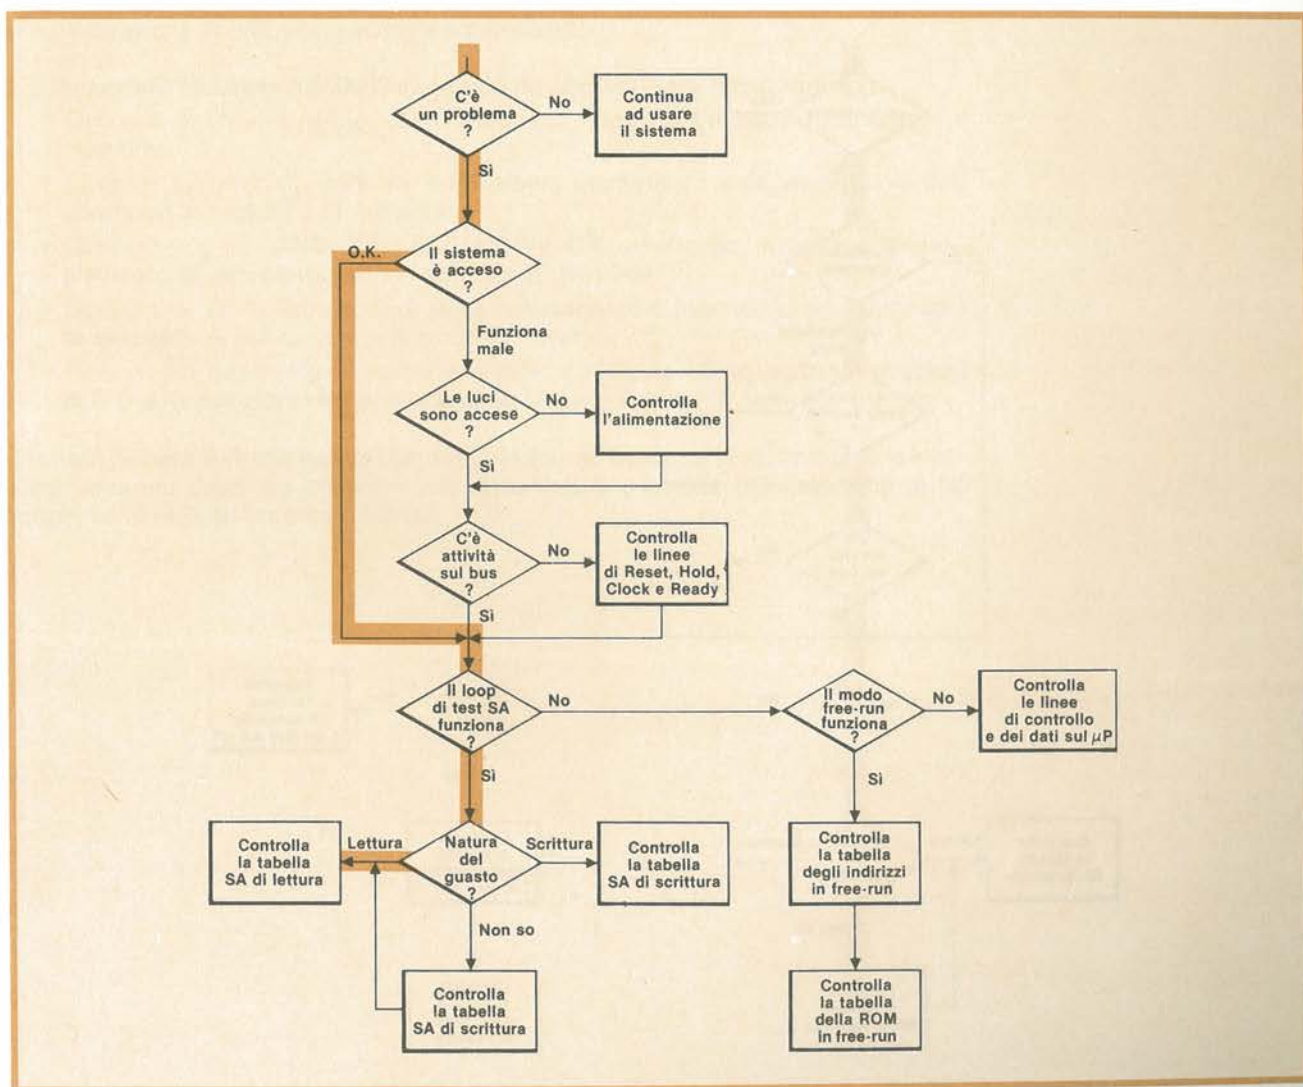 C'è
un problema
?
No
Continua
ad usare
il sistema
Sì
O.K.
Il sistema
è acceso
?
Funziona
male
Le luci
sono accese
?
No
Controlla
l'alimentazione
Sì
C'è
attività
sul bus
?
No
Controlla
le linee
di Reset, Hold,
Clock e Ready
Sì
Il loop
di test SA
funziona
?
No
Il modo
free-run
funziona
?
No
Controlla
le linee
di controllo
e dei dati sul µP
Sì
Sì
Controlla
la tabella
SA di lettura
Lettura
Natura
del
guasto
?
Scrittura
Controlla
la tabella
SA di scrittura
Controlla
la tabella
degli indirizzi
in free-run
Non so
Controlla
la tabella
SA di scrittura
Controlla
la tabella
della ROM
in free-run